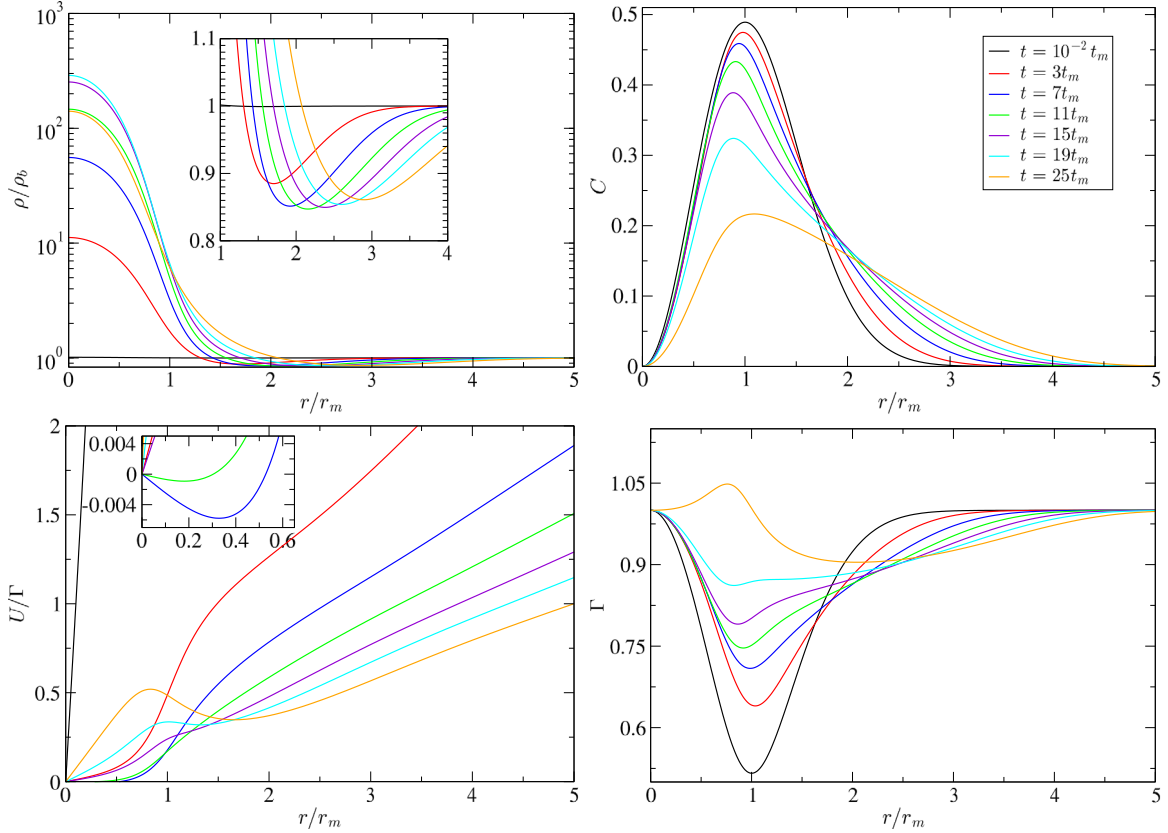 1.1
1
0.9
0.8
1 2 3 4
10³
10²
10¹
10⁰
ρ/ρ_b
0 1 2 3 4 5
r/r_m
0.5
0.4
0.3
0.2
0.1
0
C
t = 10⁻² t_m
t = 3t_m
t = 7t_m
t = 11t_m
t = 15t_m
t = 19t_m
t = 25t_m
0 1 2 3 4 5
r/r_m
2
1.5
1
0.5
0
U/Γ
0.004
0
-0.004
0 0.2 0.4 0.6
0 1 2 3 4 5
r/r_m
1.05
0.9
0.75
0.6
Γ
0 1 2 3 4 5
r/r_m